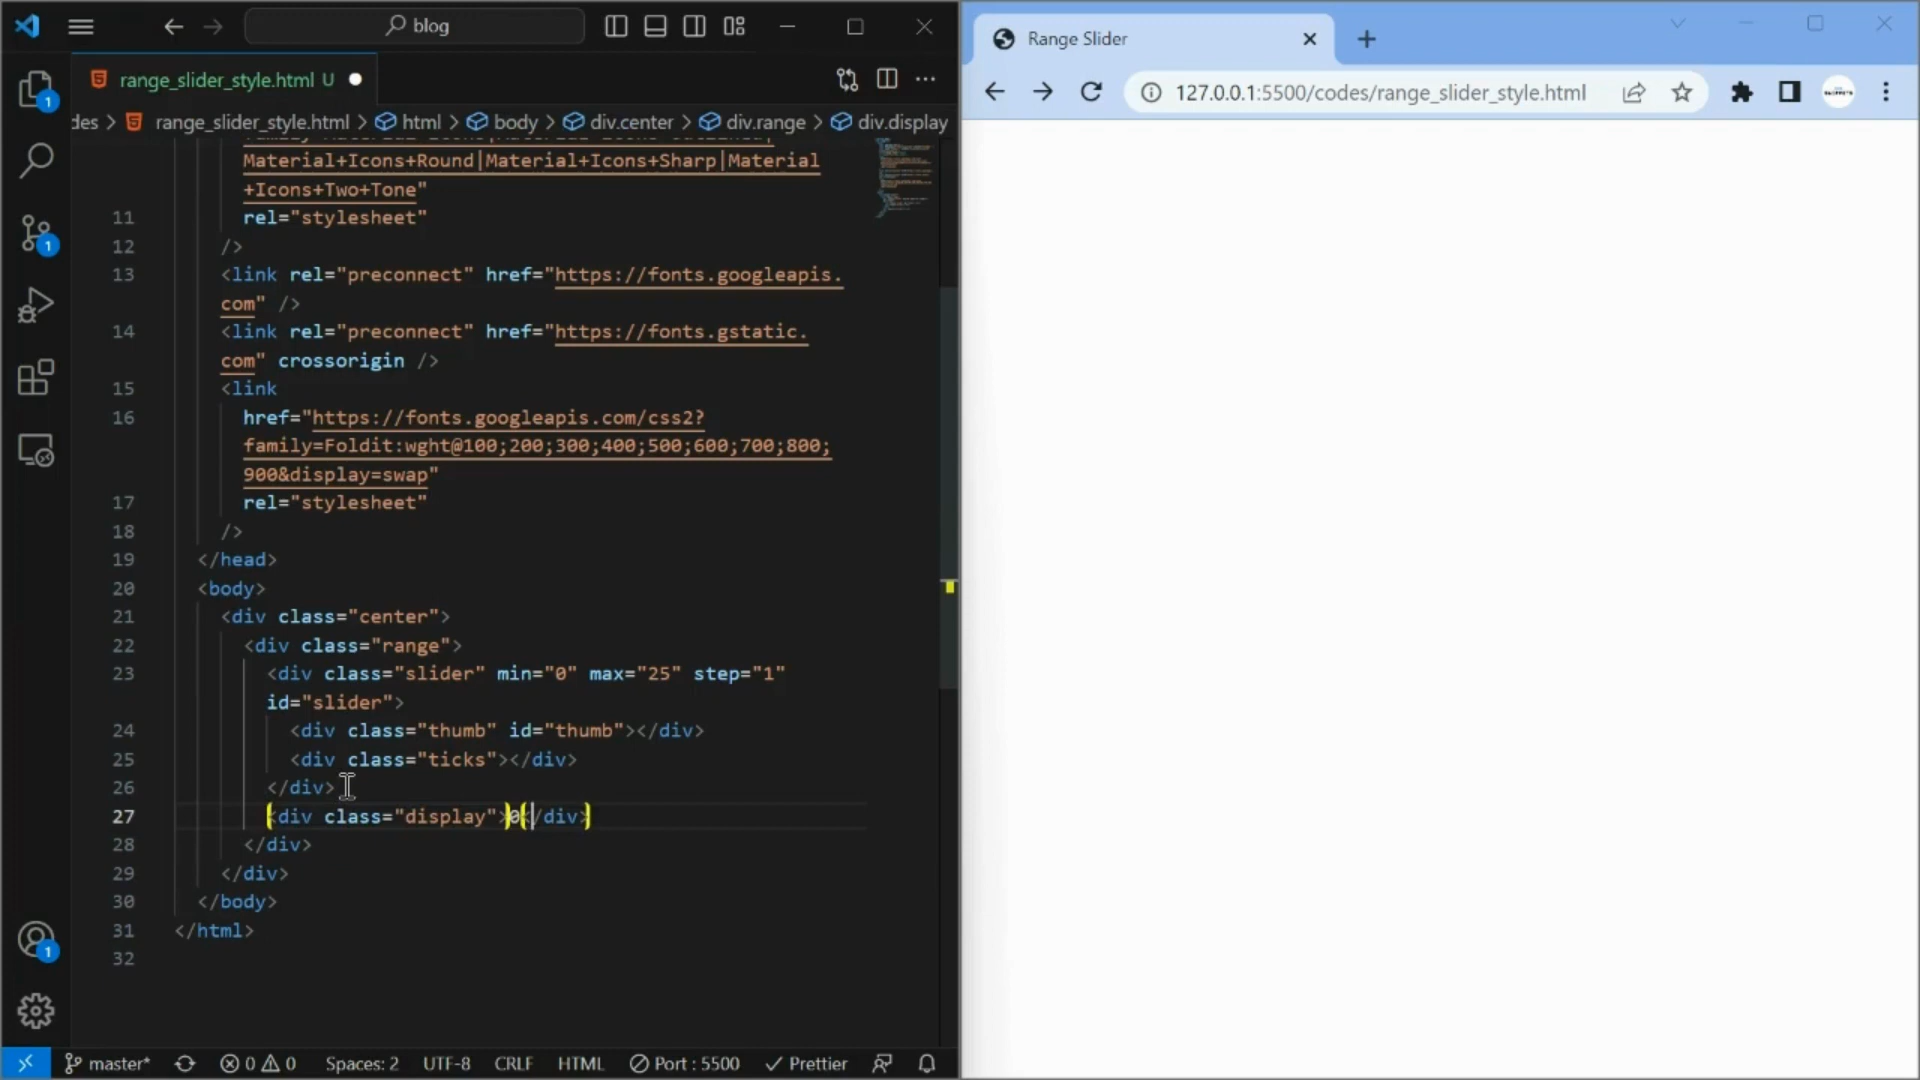 blog
Range Slider
range_slider_style.html U
127.0.0.1:5500/codes/range_slider_style.html
des > range_slider_style.html > html > body > div.center > div.range > div.display
Material+Icons+Round|Material+Icons+Sharp|Material
+Icons+Two+Tone"
11 rel="stylesheet"
12 />
13 <link rel="preconnect" href="https://fonts.googleapis.
com" />
14 <link rel="preconnect" href="https://fonts.gstatic.
com" crossorigin />
15 <link
16 href="https://fonts.googleapis.com/css2?
family=Foldit:wght@100;200;300;400;500;600;700;800;
900&display=swap"
17 rel="stylesheet"
18 />
19 </head>
20 <body>
21 <div class="center">
22 <div class="range">
23 <div class="slider" min="0" max="25" step="1"
id="slider">
24 <div class="thumb" id="thumb"></div>
25 <div class="ticks"></div>
26 </div>
27 <div class="display">0</div>
28 </div>
29 </div>
30 </body>
31 </html>
32
1
1
1
master* 0 0 Spaces: 2 UTF-8 CRLF HTML Port : 5500 Prettier